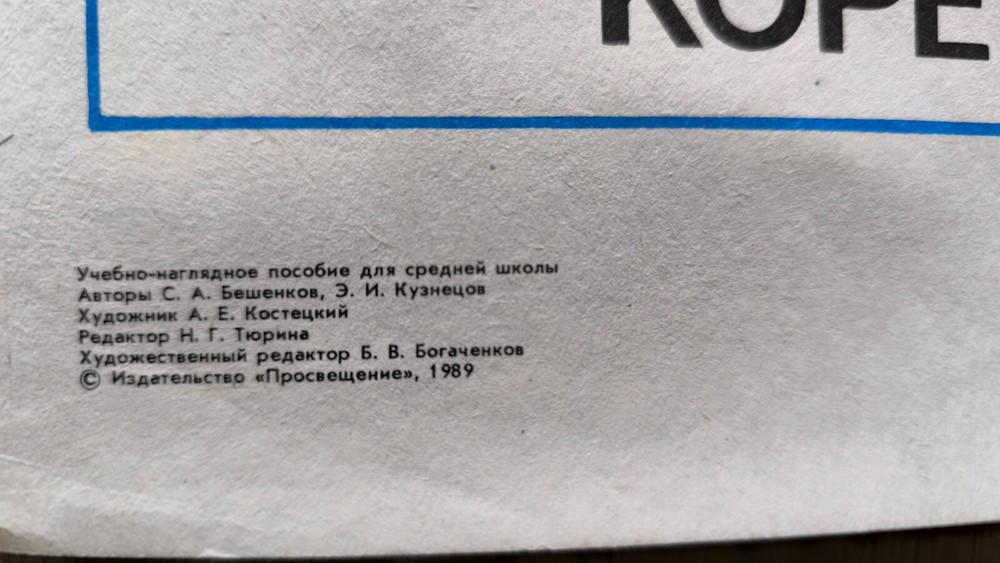 КОРЕ
Учебно-наглядное пособие для средней школы
Авторы С. А. Бешенков, Э. И. Кузнецов
Художник А. Е. Костецкий
Редактор Н. Г. Тюрина
Художественный редактор Б. В. Богаченков
© Издательство «Просвещение», 1989